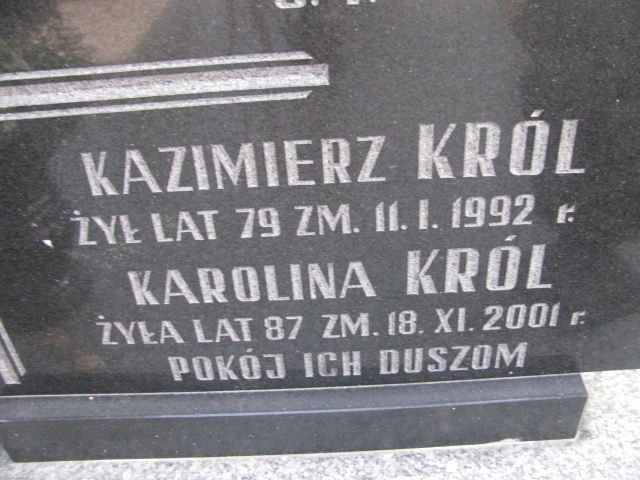 KAZIMIERZ KRÓL
ŻYŁ LAT 79 ZM. 11. I. 1992 r.
KAROLINA KRÓL
ŻYŁA LAT 87 ZM. 18. XI. 2001 r.
POKÓJ ICH DUSZOM